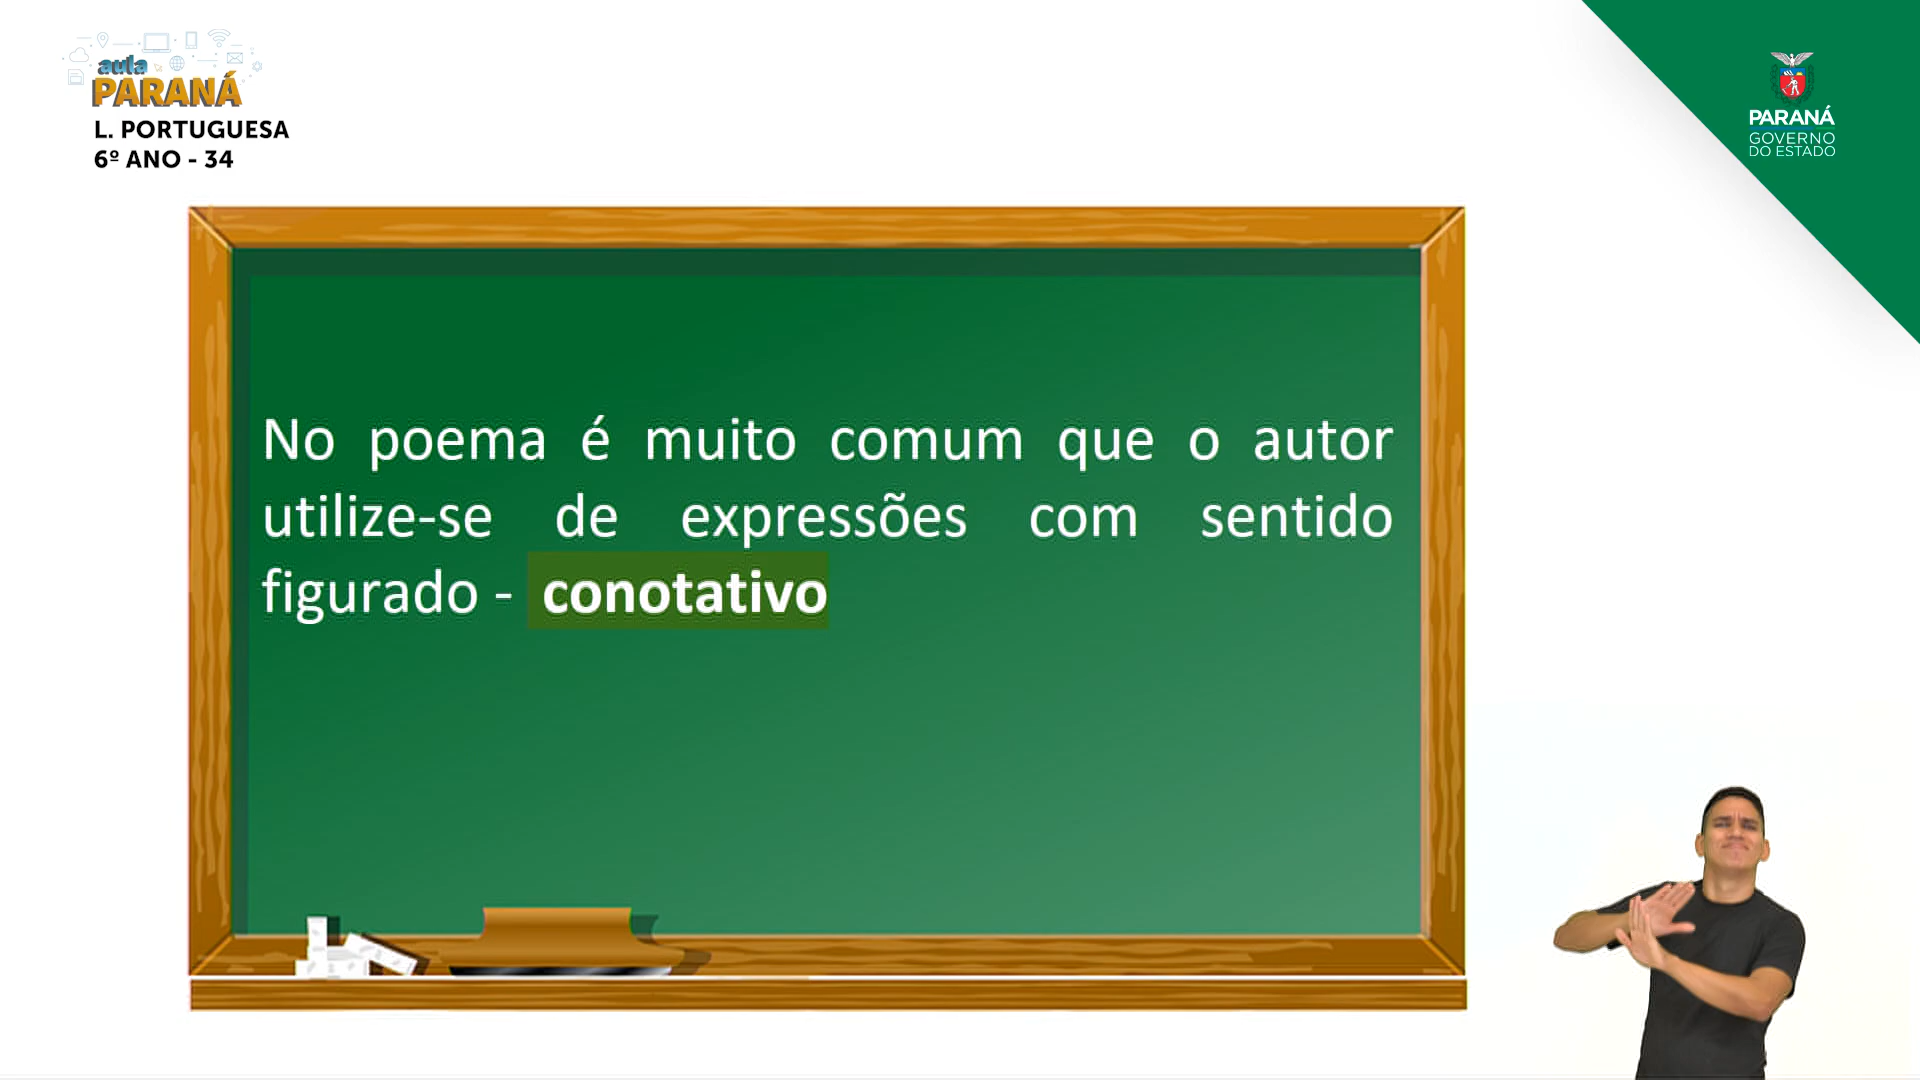 aula
PARANÁ
L. PORTUGUESA
6º ANO - 34
PARANÁ
GOVERNO
DO ESTADO
No poema é muito comum que o autor
utilize-se de expressões com sentido
figurado - conotativo